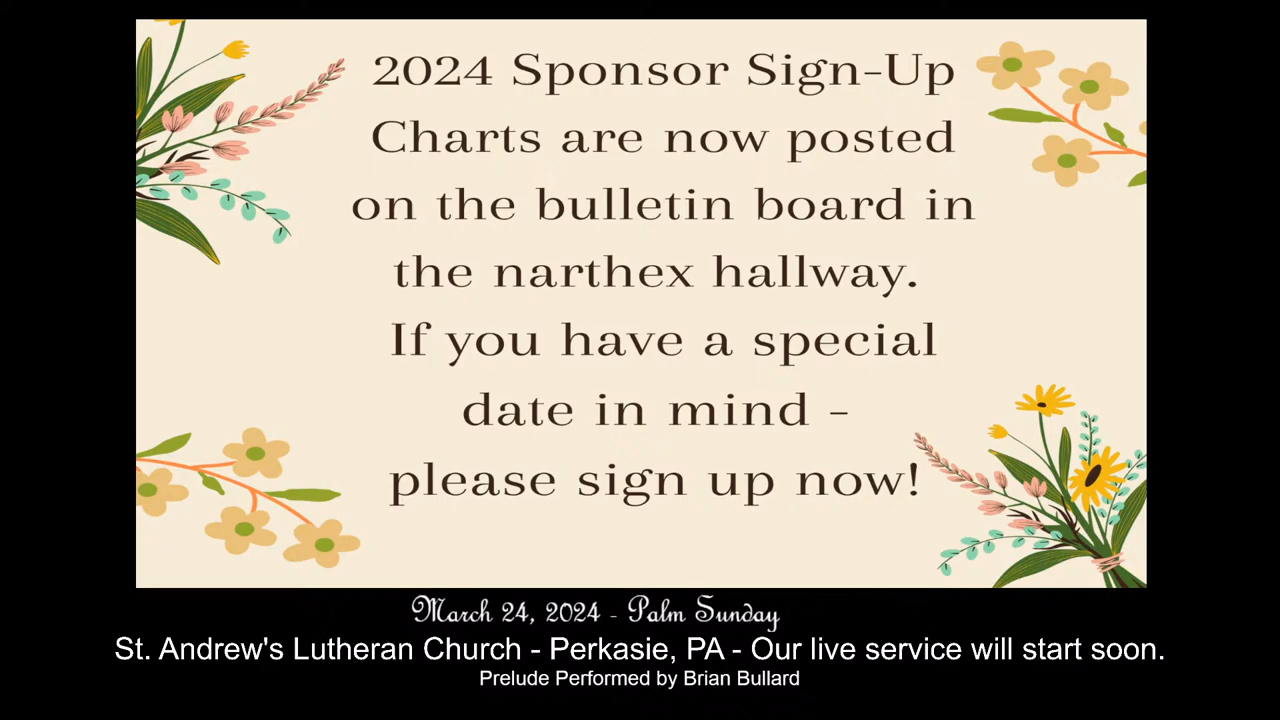 2024 Sponsor Sign-Up
Charts are now posted
on the bulletin board in
the narthex hallway.
If you have a special
date in mind -
please sign up now!
March 24, 2024 - Palm Sunday
St. Andrew's Lutheran Church - Perkasie, PA - Our live service will start soon.
Prelude Performed by Brian Bullard